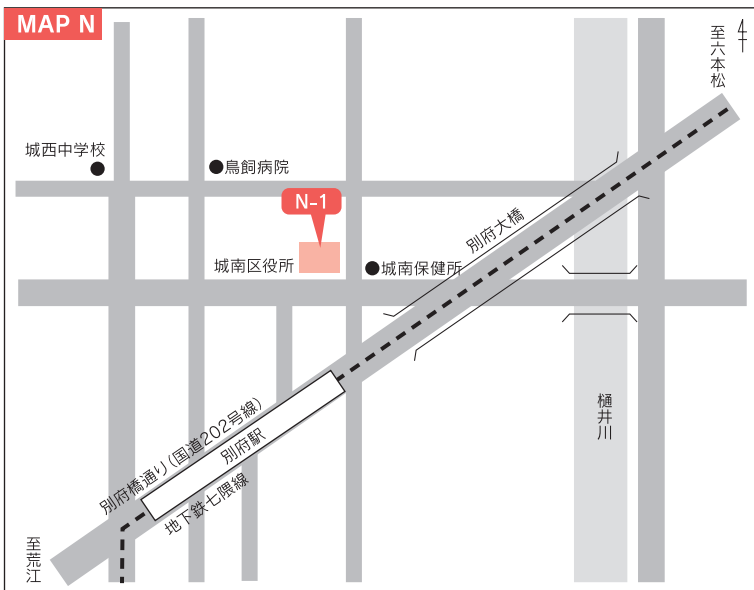 MAP N
至六本松
城西中学校
鳥飼病院
N-1
別府大橋
城南区役所
城南保健所
別府橋通り(国道202号線)
別府駅
地下鉄七隈線
樋井川
至荒江